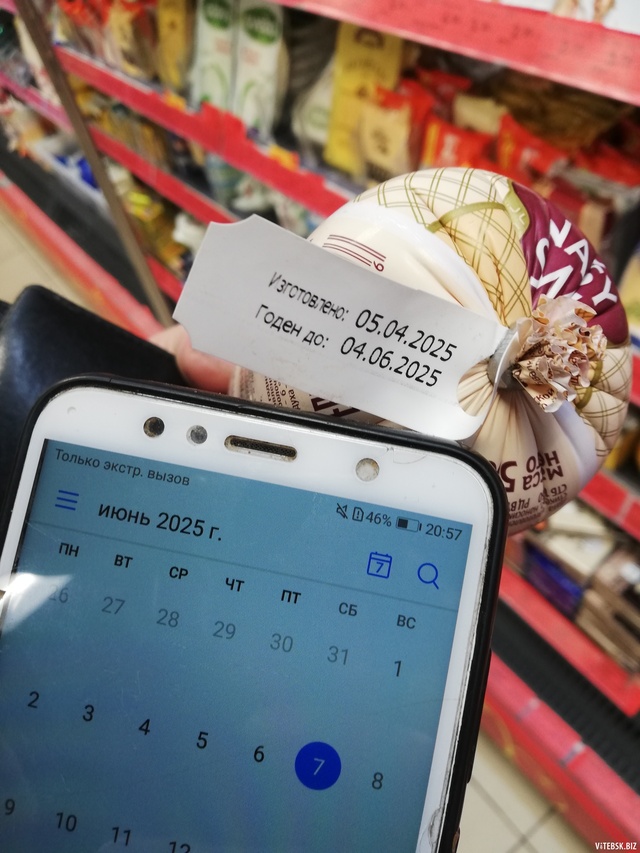 Изготовлено: 05.04.2025
Годен до: 04.06.2025
Только экстр. вызов
46% 20:57
июнь 2025 г.
7
ПН ВТ СР ЧТ ПТ СБ ВС
26 27 28 29 30 31 1
2 3 4 5 6 7 8
9 10 11 12
ViTEBSK.BIZ